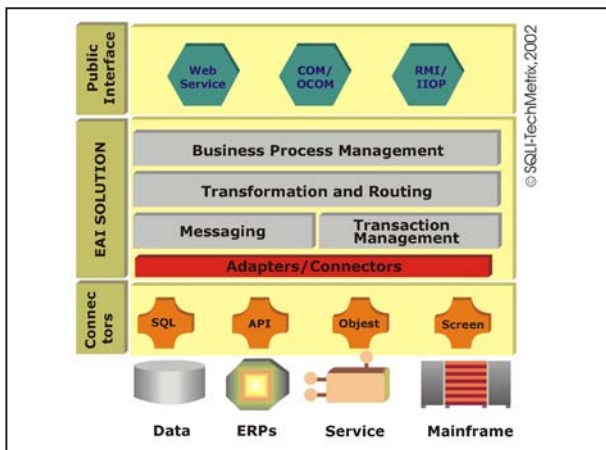 Public
Interface
Web
Service
COM/
OCOM
RMI/
IIOP
© SQLI-TechMetrix,2002
EAI SOLUTION
Business Process Management
Transformation and Routing
Messaging
Transaction
Management
Adapters/Connectors
Connec
tors
SQL
API
Objest
Screen
Data
ERPs
Service
Mainframe